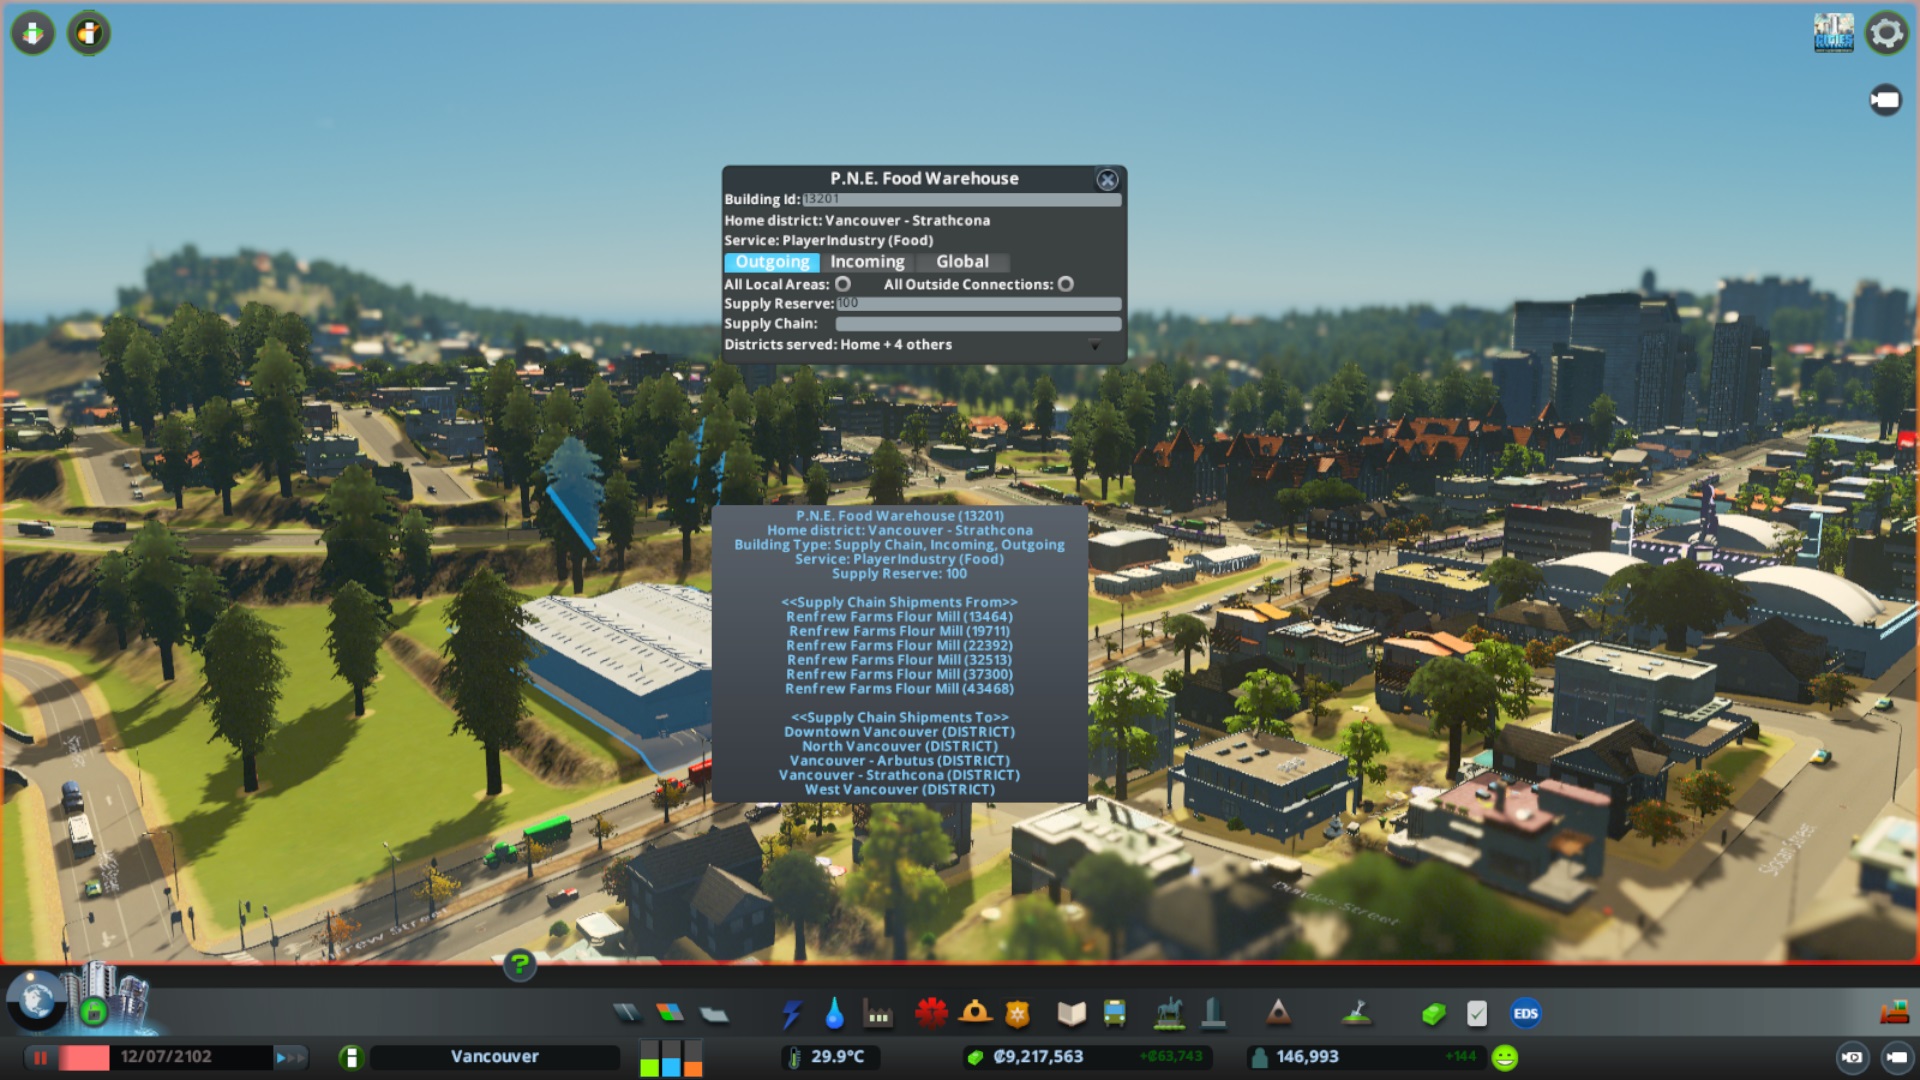 P.N.E. Food Warehouse
Building Id: 13201
Home district: Vancouver - Strathcona
Service: PlayerIndustry (Food)
Outgoing Incoming Global
All Local Areas: All Outside Connections:
Supply Reserve: 100
Supply Chain:
Districts served: Home + 4 others
P.N.E. Food Warehouse (13201)
Home district: Vancouver - Strathcona
Building Type: Supply Chain, Incoming, Outgoing
Service: PlayerIndustry (Food)
Supply Reserve: 100
<<Supply Chain Shipments From>>
Renfrew Farms Flour Mill (13464)
Renfrew Farms Flour Mill (19711)
Renfrew Farms Flour Mill (22392)
Renfrew Farms Flour Mill (32513)
Renfrew Farms Flour Mill (37300)
Renfrew Farms Flour Mill (43468)
<<Supply Chain Shipments To>>
Downtown Vancouver (DISTRICT)
North Vancouver (DISTRICT)
Vancouver - Arbutus (DISTRICT)
Vancouver - Strathcona (DISTRICT)
West Vancouver (DISTRICT)
Street
Street
?
EDS
12/07/2102
Vancouver
29.9°C
₡9,217,563
+₡63,743
146,993
+144